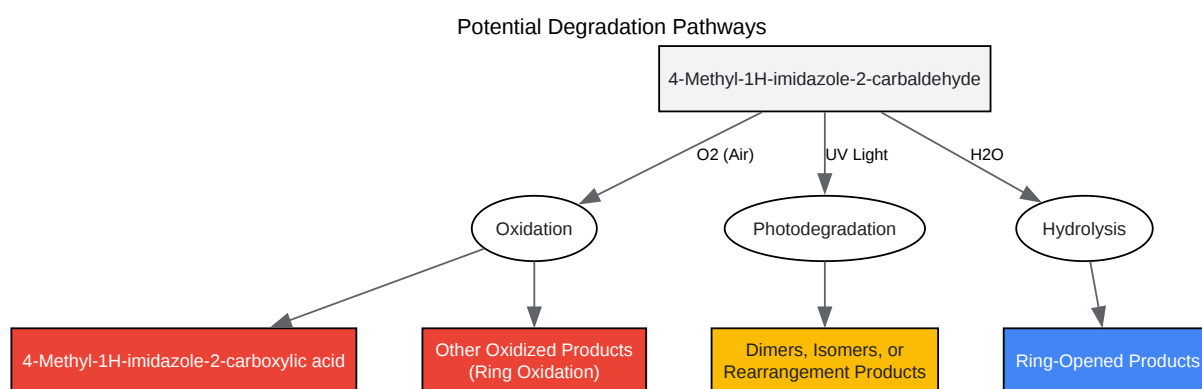 Potential Degradation Pathways
4-Methyl-1H-imidazole-2-carbaldehyde
O2 (Air)
UV Light
H2O
Oxidation
Photodegradation
Hydrolysis
4-Methyl-1H-imidazole-2-carboxylic acid
Other Oxidized Products
(Ring Oxidation)
Dimers, Isomers, or
Rearrangement Products
Ring-Opened Products